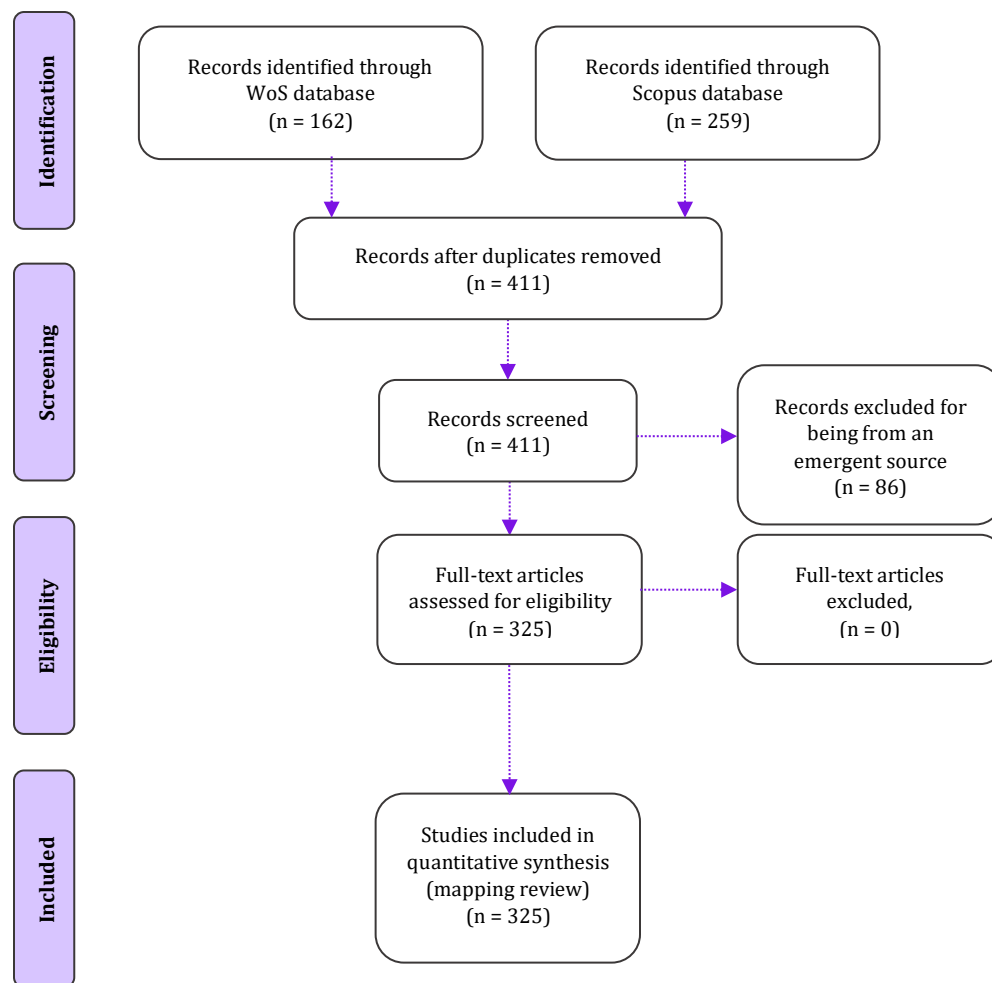 Identification
Records identified through
WoS database
(n = 162)
Records identified through
Scopus database
(n = 259)
Records after duplicates removed
(n = 411)
Screening
Records screened
(n = 411)
Records excluded for
being from an
emergent source
(n = 86)
Eligibility
Full-text articles
assessed for eligibility
(n = 325)
Full-text articles
excluded,
(n = 0)
Included
Studies included in
quantitative synthesis
(mapping review)
(n = 325)